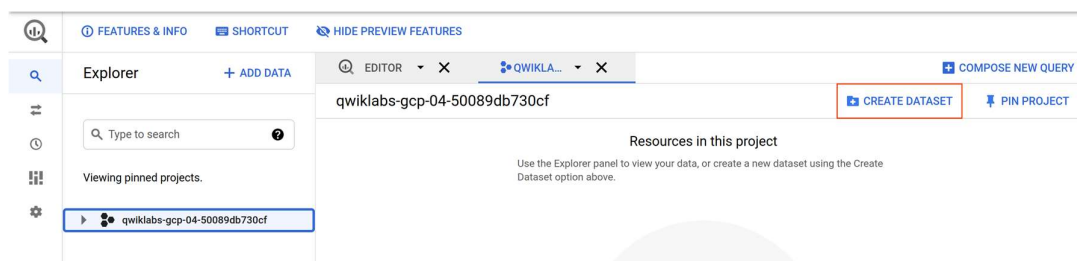 FEATURES & INFO
SHORTCUT
HIDE PREVIEW FEATURES
Explorer
+ ADD DATA
EDITOR
QWIKLA...
COMPOSE NEW QUERY
qwiklabs-gcp-04-50089db730cf
CREATE DATASET
PIN PROJECT
Type to search
Viewing pinned projects.
qwiklabs-gcp-04-50089db730cf
Resources in this project
Use the Explorer panel to view your data, or create a new dataset using the Create
Dataset option above.